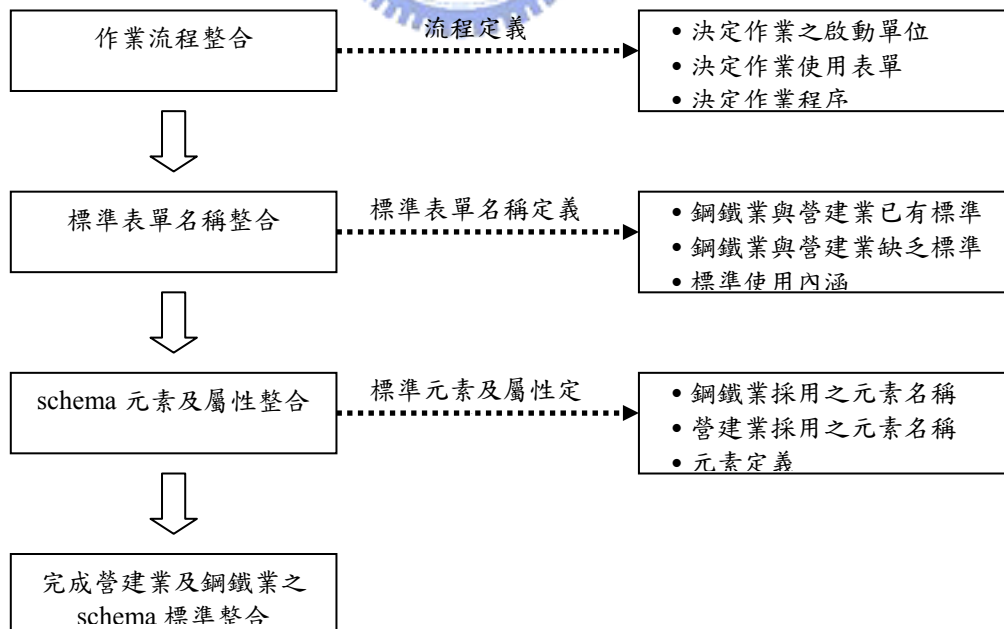 作業流程整合
流程定義
• 決定作業之啟動單位
• 決定作業使用表單
• 決定作業程序
標準表單名稱整合
標準表單名稱定義
• 鋼鐵業與營建業已有標準
• 鋼鐵業與營建業缺乏標準
• 標準使用內涵
schema 元素及屬性整合
標準元素及屬性定
• 鋼鐵業採用之元素名稱
• 營建業採用之元素名稱
• 元素定義
完成營建業及鋼鐵業之
schema 標準整合